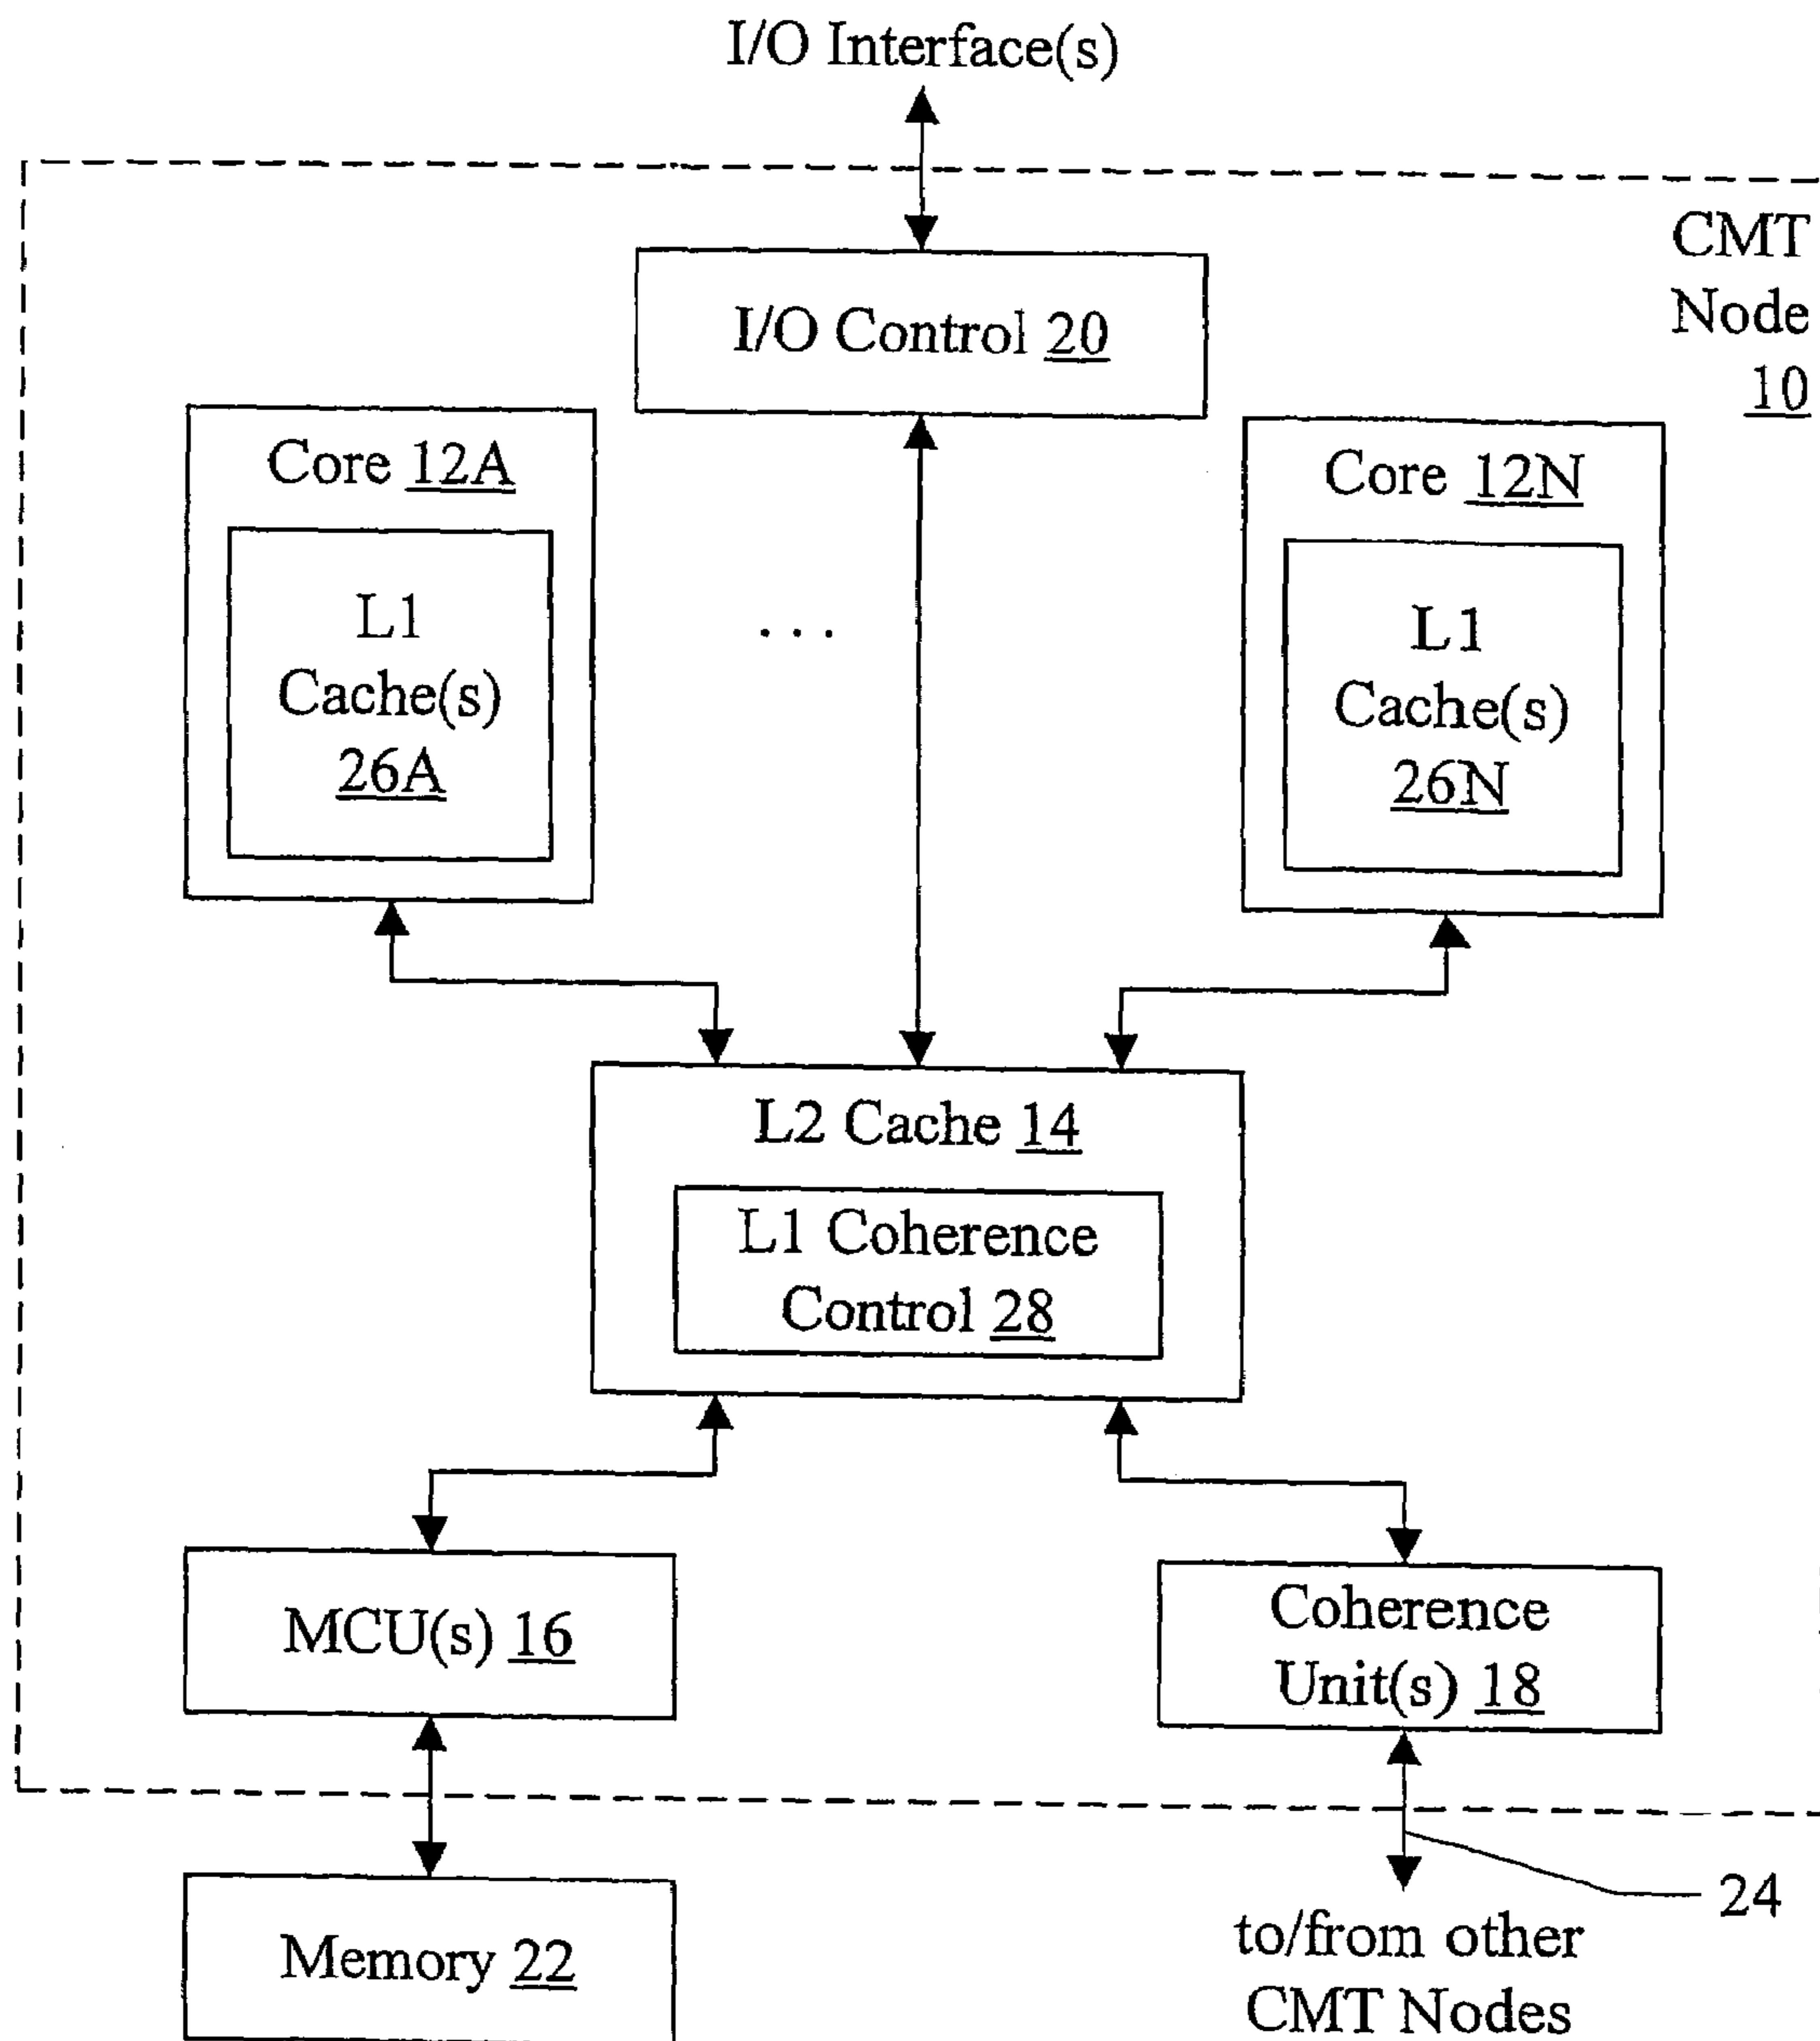 I/O Interface(s)
CMT
Node
10
I/O Control 20
Core 12A
Core 12N
L1
Cache(s)
26A
...
L1
Cache(s)
26N
L2 Cache 14
L1 Coherence
Control 28
MCU(s) 16
Coherence
Unit(s) 18
24
Memory 22
to/from other
CMT Nodes